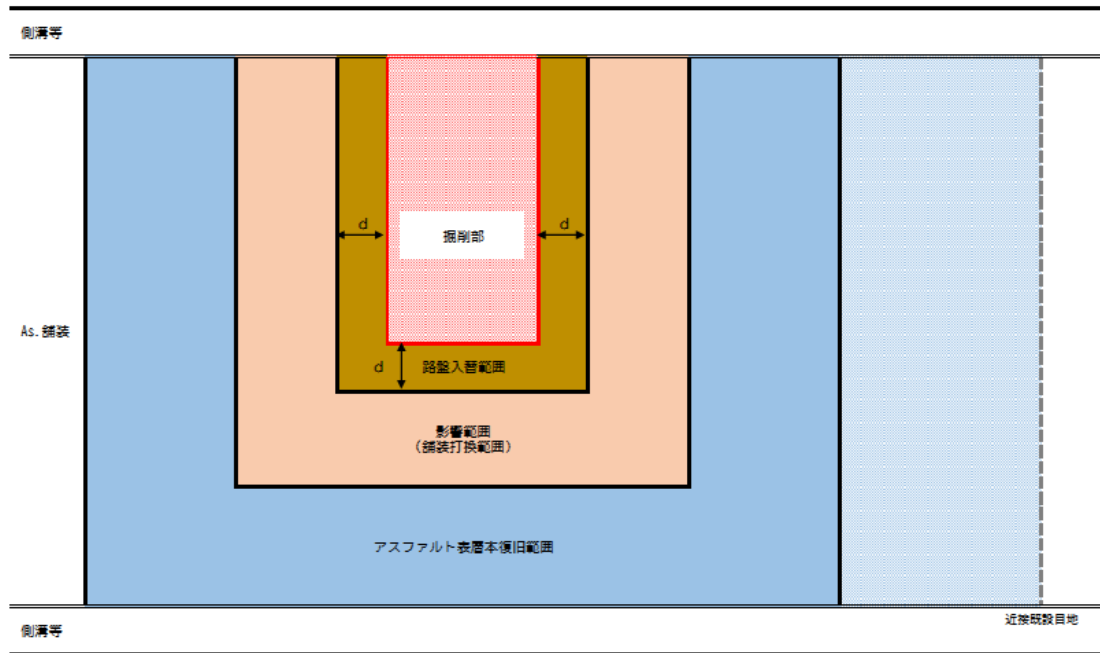 側溝等
d
掘削部
d
As.舗装
d
路盤入替範囲
影響範囲
（舗装打換範囲）
アスファルト表層本復旧範囲
近接既設目地
側溝等